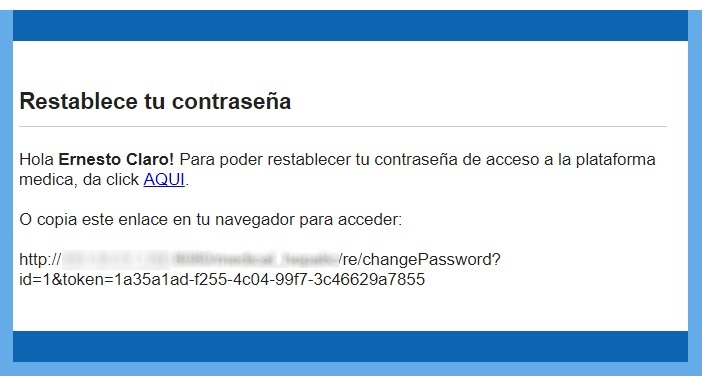 Restablece tu contraseña
Hola Ernesto Claro! Para poder restablecer tu contraseña de acceso a la plataforma
medica, da click AQUI.
O copia este enlace en tu navegador para acceder:
http:///re/changePassword?
id=1&token=1a35a1ad-f255-4c04-99f7-3c46629a7855